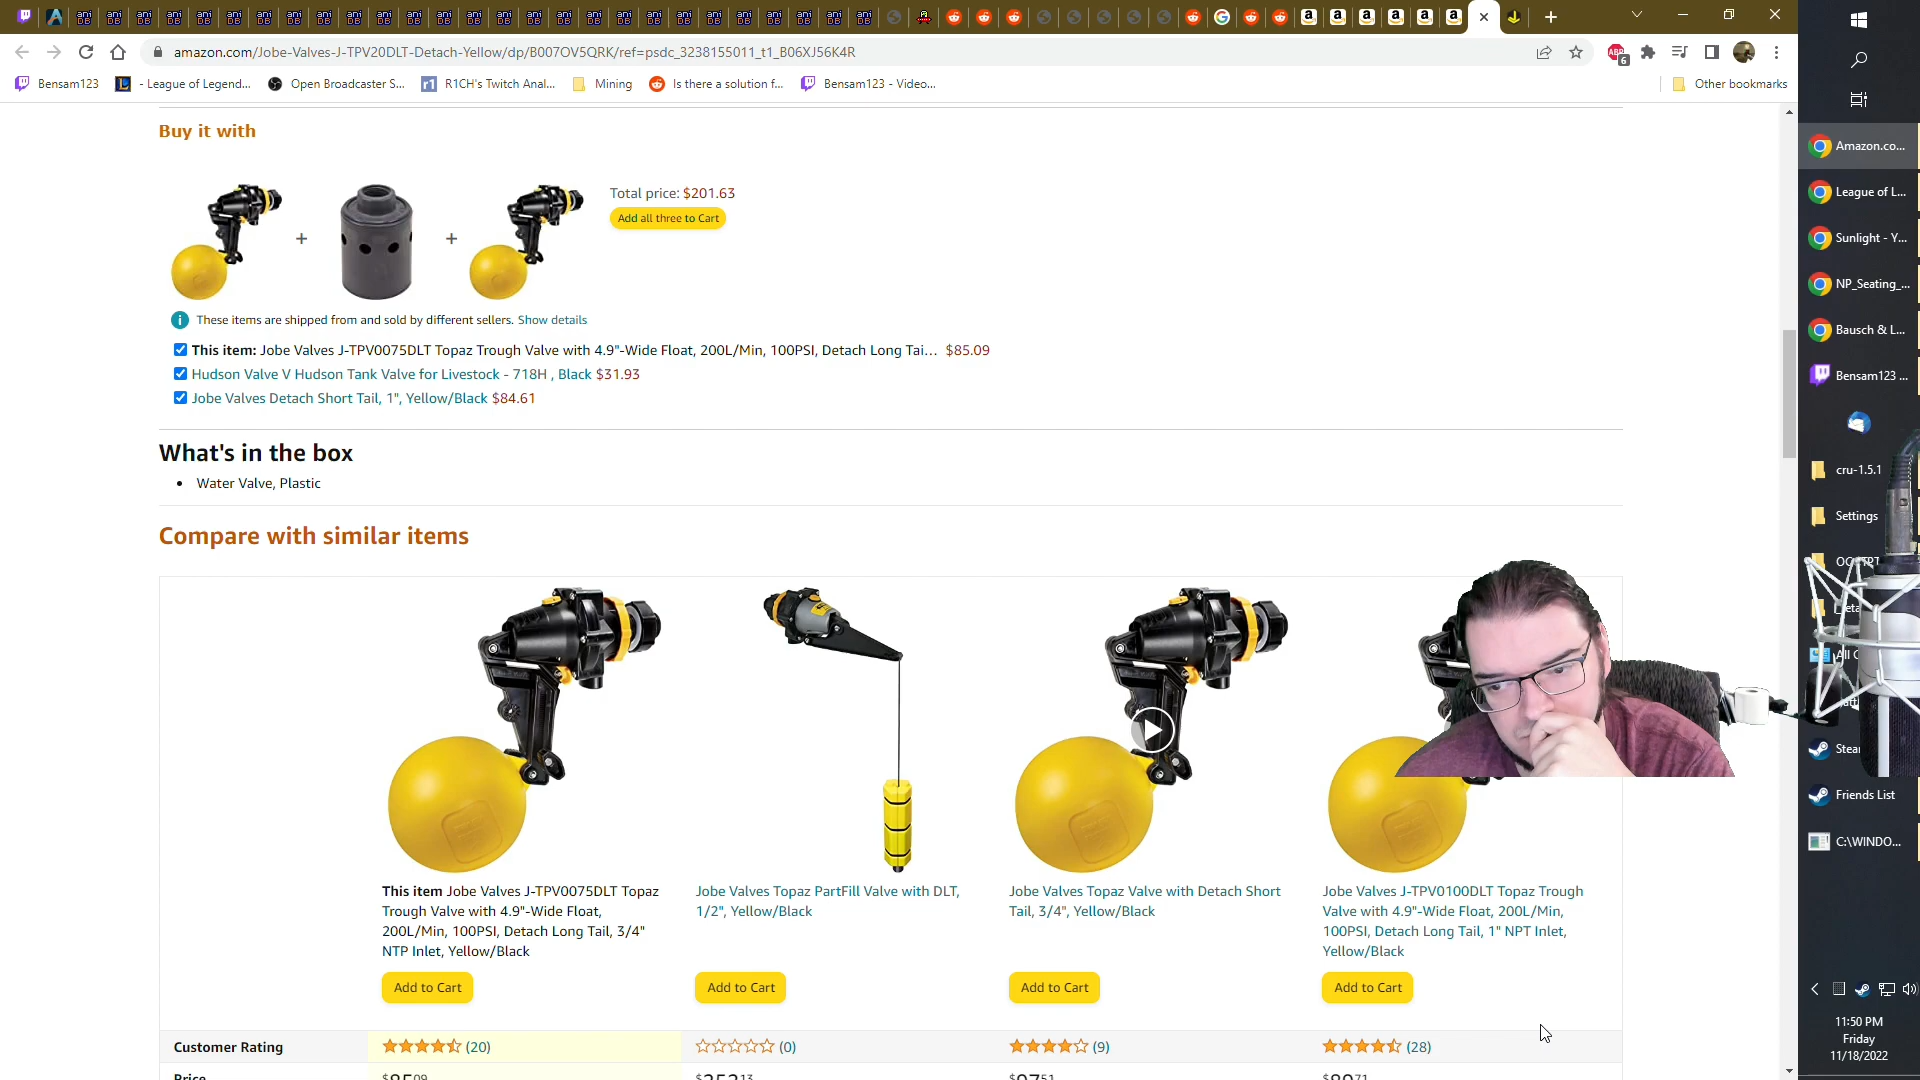 amazon.com/Jobe-Valves-J-TPV20DLT-Detach-Yellow/dp/B007OV5QRK/ref=psdc_3238155011_t1_B06XJ56K4R
6
Bensam123
- League of Legend...
Open Broadcaster S...
R1CH's Twitch Anal...
Mining
Is there a solution f...
Bensam123 - Video...
Other bookmarks
Buy it with
Total price: $201.63
Add all three to Cart
These items are shipped from and sold by different sellers. Show details
This item: Jobe Valves J-TPV0075DLT Topaz Trough Valve with 4.9"-Wide Float, 200L/Min, 100PSI, Detach Long Tai... $85.09
Hudson Valve V Hudson Tank Valve for Livestock - 718H , Black $31.93
Jobe Valves Detach Short Tail, 1", Yellow/Black $84.61
What's in the box
Water Valve, Plastic
Compare with similar items
This item Jobe Valves J-TPV0075DLT Topaz
Trough Valve with 4.9"-Wide Float,
200L/Min, 100PSI, Detach Long Tail, 3/4"
NTP Inlet, Yellow/Black
Add to Cart
Jobe Valves Topaz PartFill Valve with DLT,
1/2", Yellow/Black
Add to Cart
Jobe Valves Topaz Valve with Detach Short
Tail, 3/4", Yellow/Black
Add to Cart
Jobe Valves J-TPV0100DLT Topaz Trough
Valve with 4.9"-Wide Float, 200L/Min,
100PSI, Detach Long Tail, 1" NPT Inlet,
Yellow/Black
Add to Cart
Customer Rating (20) (0) (9) (28)
Price
Amazon.co...
League of L...
Sunlight - Y...
NP_Seating_...
Bausch & L...
Bensam123 ...
cru-1.5.1
Settings
Friends List
C:\WINDO...
11:50 PM
Friday
11/18/2022